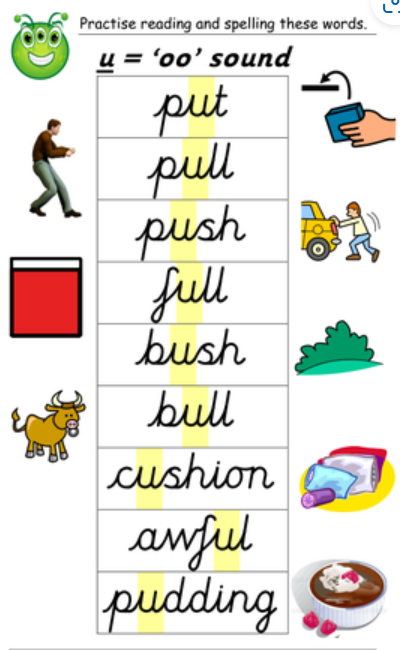 Practise reading and spelling these words.
u = ‘oo’ sound
put
pull
push
full
bush
bull
cushion
awful
pudding